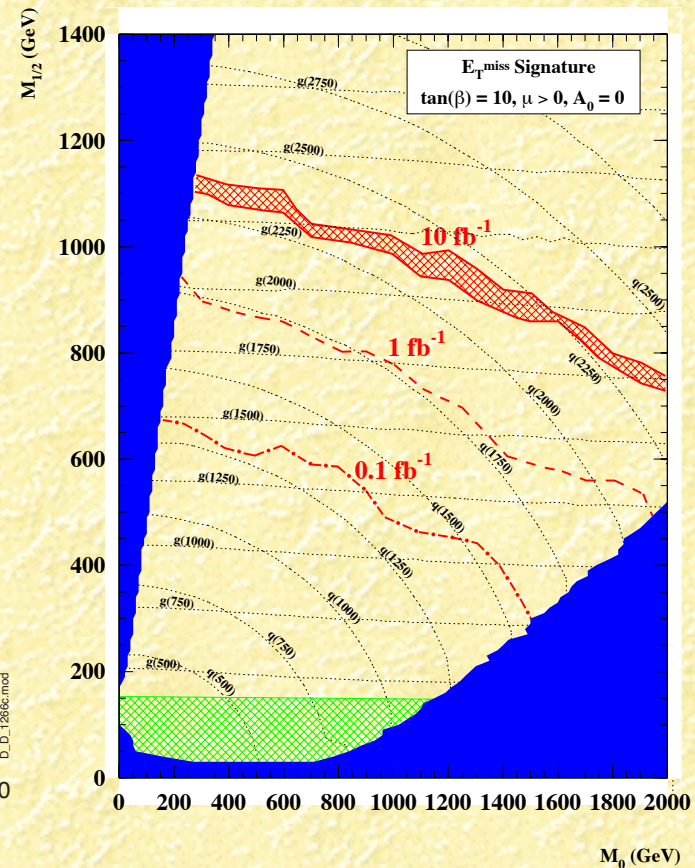 M1/2 (GeV)
1400
1200
1000
800
600
400
200
0
ETmiss Signature
tan(β) = 10, μ > 0, A0 = 0
g(2750)
g(2500)
g(2250)
g(2000)
g(1750)
g(1500)
g(1250)
g(1000)
g(750)
g(500)
q(2500)
q(2250)
q(2000)
q(1750)
q(1500)
q(1250)
q(1000)
q(750)
q(500)
10 fb-1
1 fb-1
0.1 fb-1
D_D_1266c.mod
0
0 200 400 600 800 1000 1200 1400 1600 1800 2000
M0 (GeV)